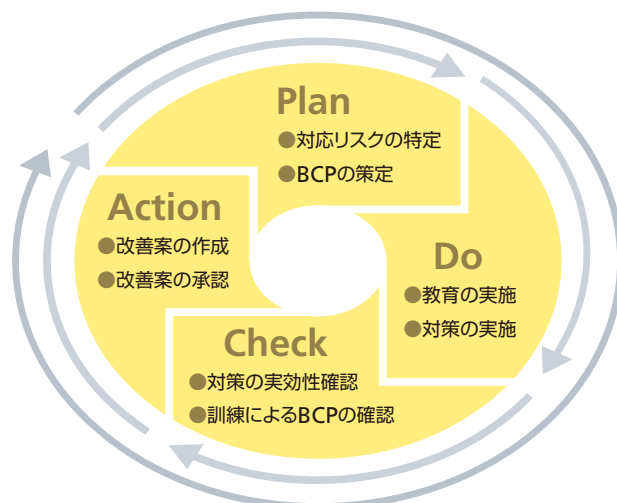 Plan
●対応リスクの特定
●BCPの策定
Do
●教育の実施
●対策の実施
Check
●対策の実効性確認
●訓練によるBCPの確認
Action
●改善案の作成
●改善案の承認